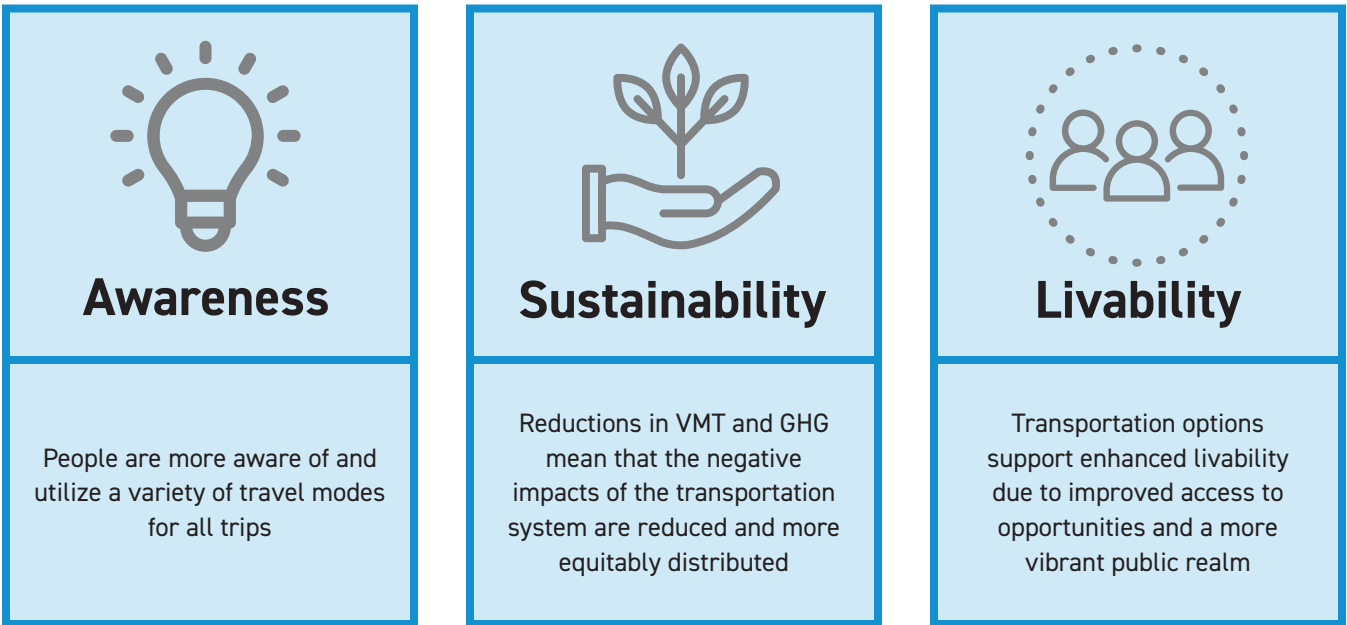 Awareness
People are more aware of and
utilize a variety of travel modes
for all trips
Sustainability
Reductions in VMT and GHG
mean that the negative
impacts of the transportation
system are reduced and more
equitably distributed
Livability
Transportation options
support enhanced livability
due to improved access to
opportunities and a more
vibrant public realm